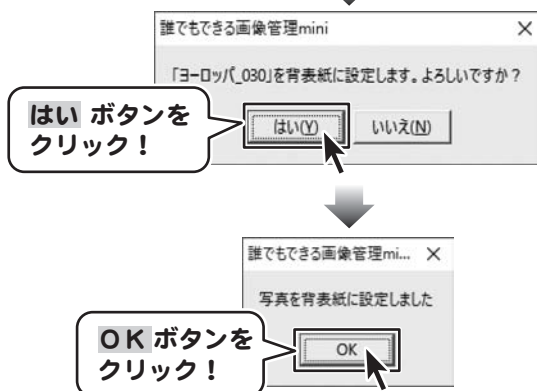 誰でもできる画像管理mini
「ヨーロッパ_030」を背表紙に設定します。よろしいですか？
はい ボタンを
クリック！
はい(Y)
いいえ(N)
誰でもできる画像管理mi...
写真を背表紙に設定しました
ＯＫ ボタンを
クリック！
OK